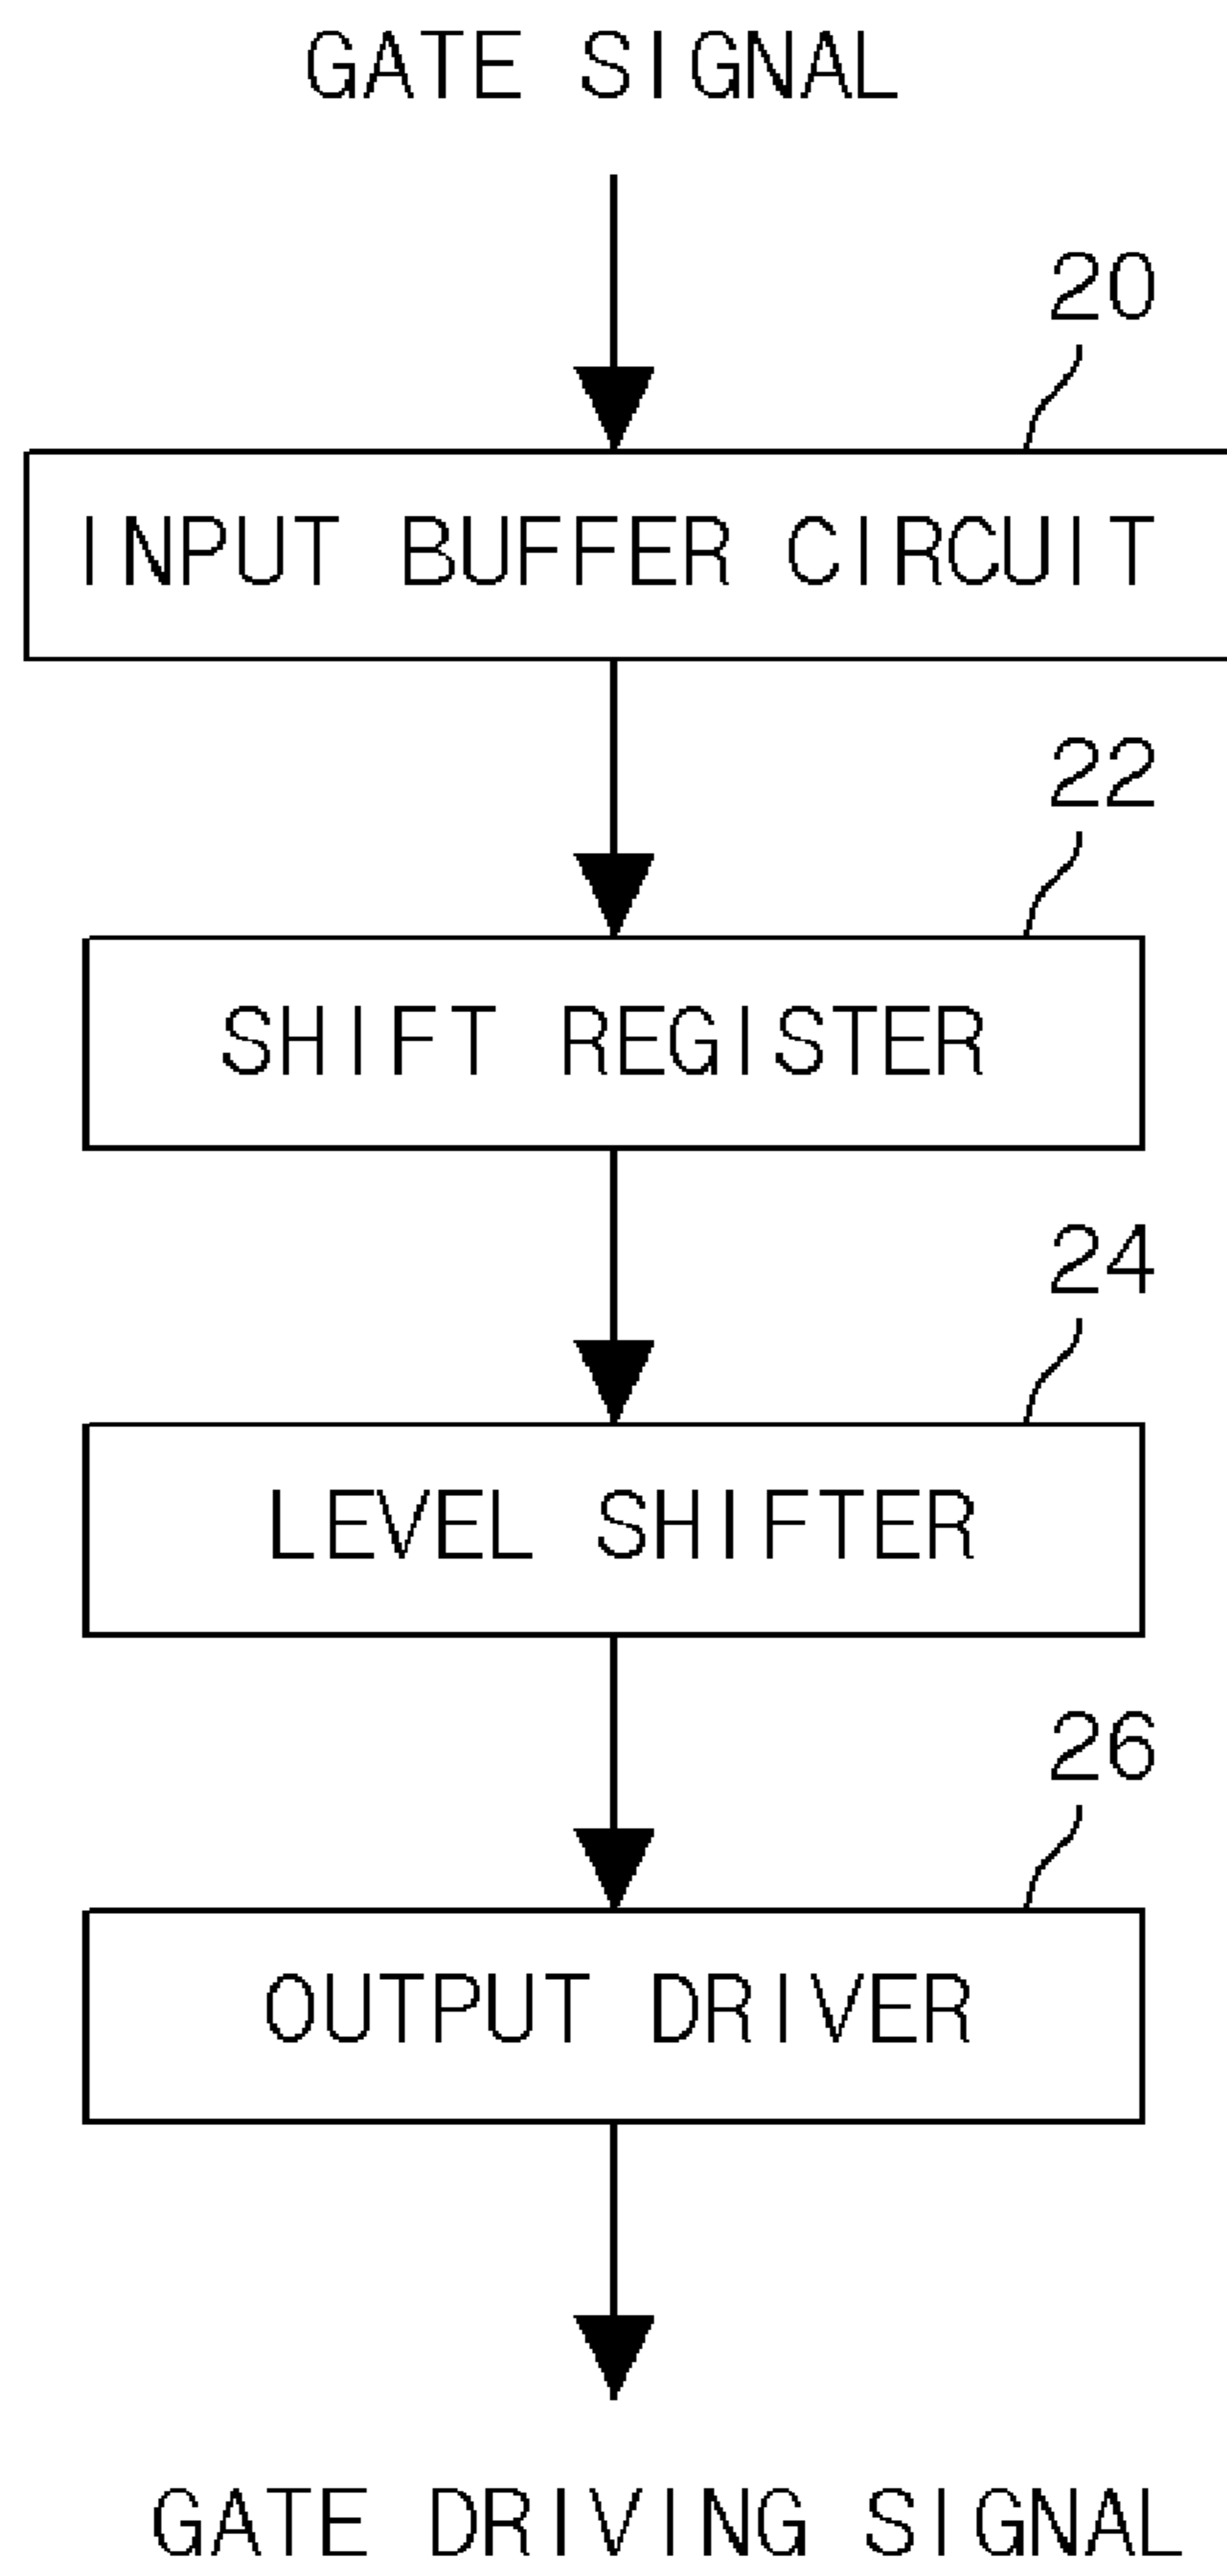 GATE SIGNAL
20
INPUT BUFFER CIRCUIT
22
SHIFT REGISTER
24
LEVEL SHIFTER
26
OUTPUT DRIVER
GATE DRIVING SIGNAL